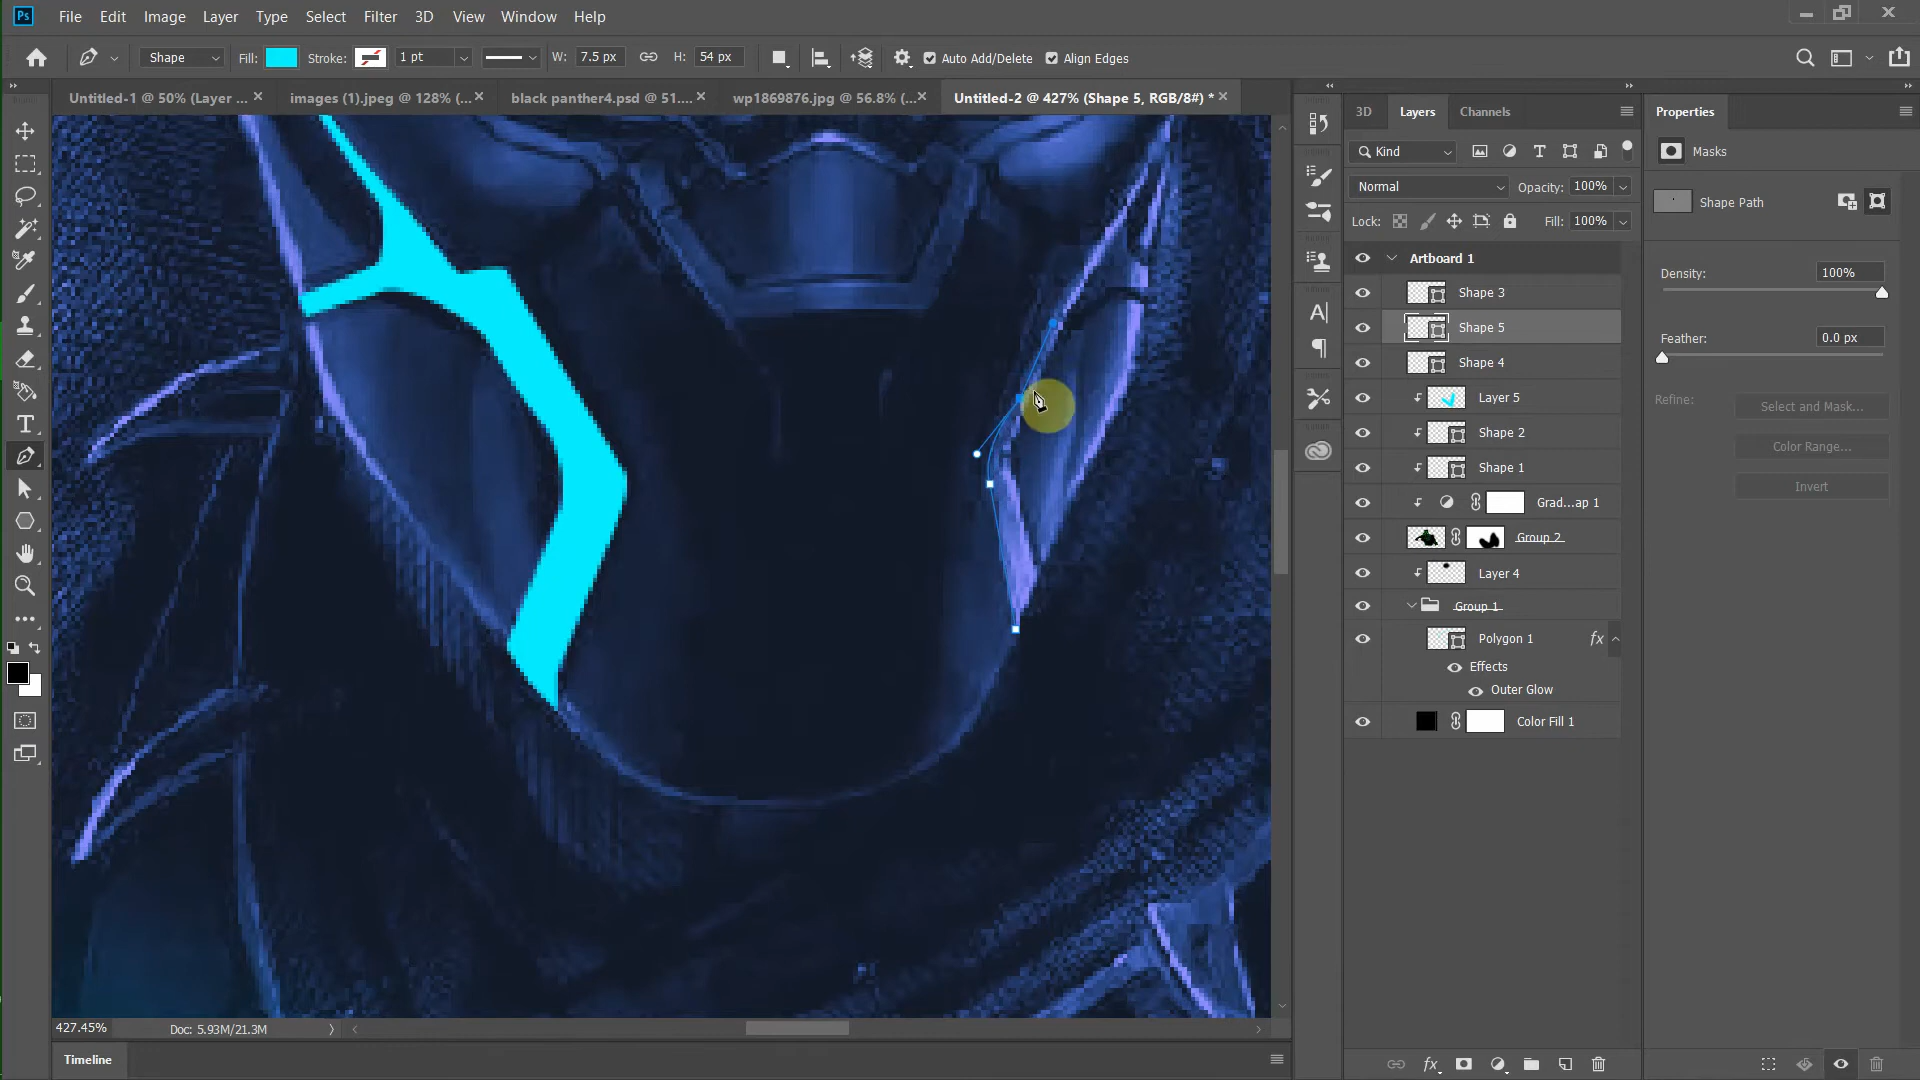 Ps File Edit Image Layer Type Select Filter 3D View Window Help
Shape Fill: Stroke: 1 pt W: 7.5 px H: 54 px Auto Add/Delete Align Edges
Untitled-1 @ 50% (Layer ... × images (1).jpeg @ 128% (... × black panther4.psd @ 51.... × wp1869876.jpg @ 56.8% (... × Untitled-2 @ 427% (Shape 5, RGB/8#) * ×
3D Layers Channels
Properties
Kind
Masks
Normal Opacity: 100%
Shape Path
Lock: Fill: 100%
Artboard 1
Density: 100%
Shape 3
Shape 5
Feather: 0.0 px
Shape 4
Layer 5
Refine: Select and Mask...
Shape 2
Color Range...
Shape 1
Invert
Grad...ap 1
Group 2
Layer 4
Group 1
Polygon 1 fx
Effects
Outer Glow
Color Fill 1
427.45% Doc: 5.93M/21.3M
Timeline
fx